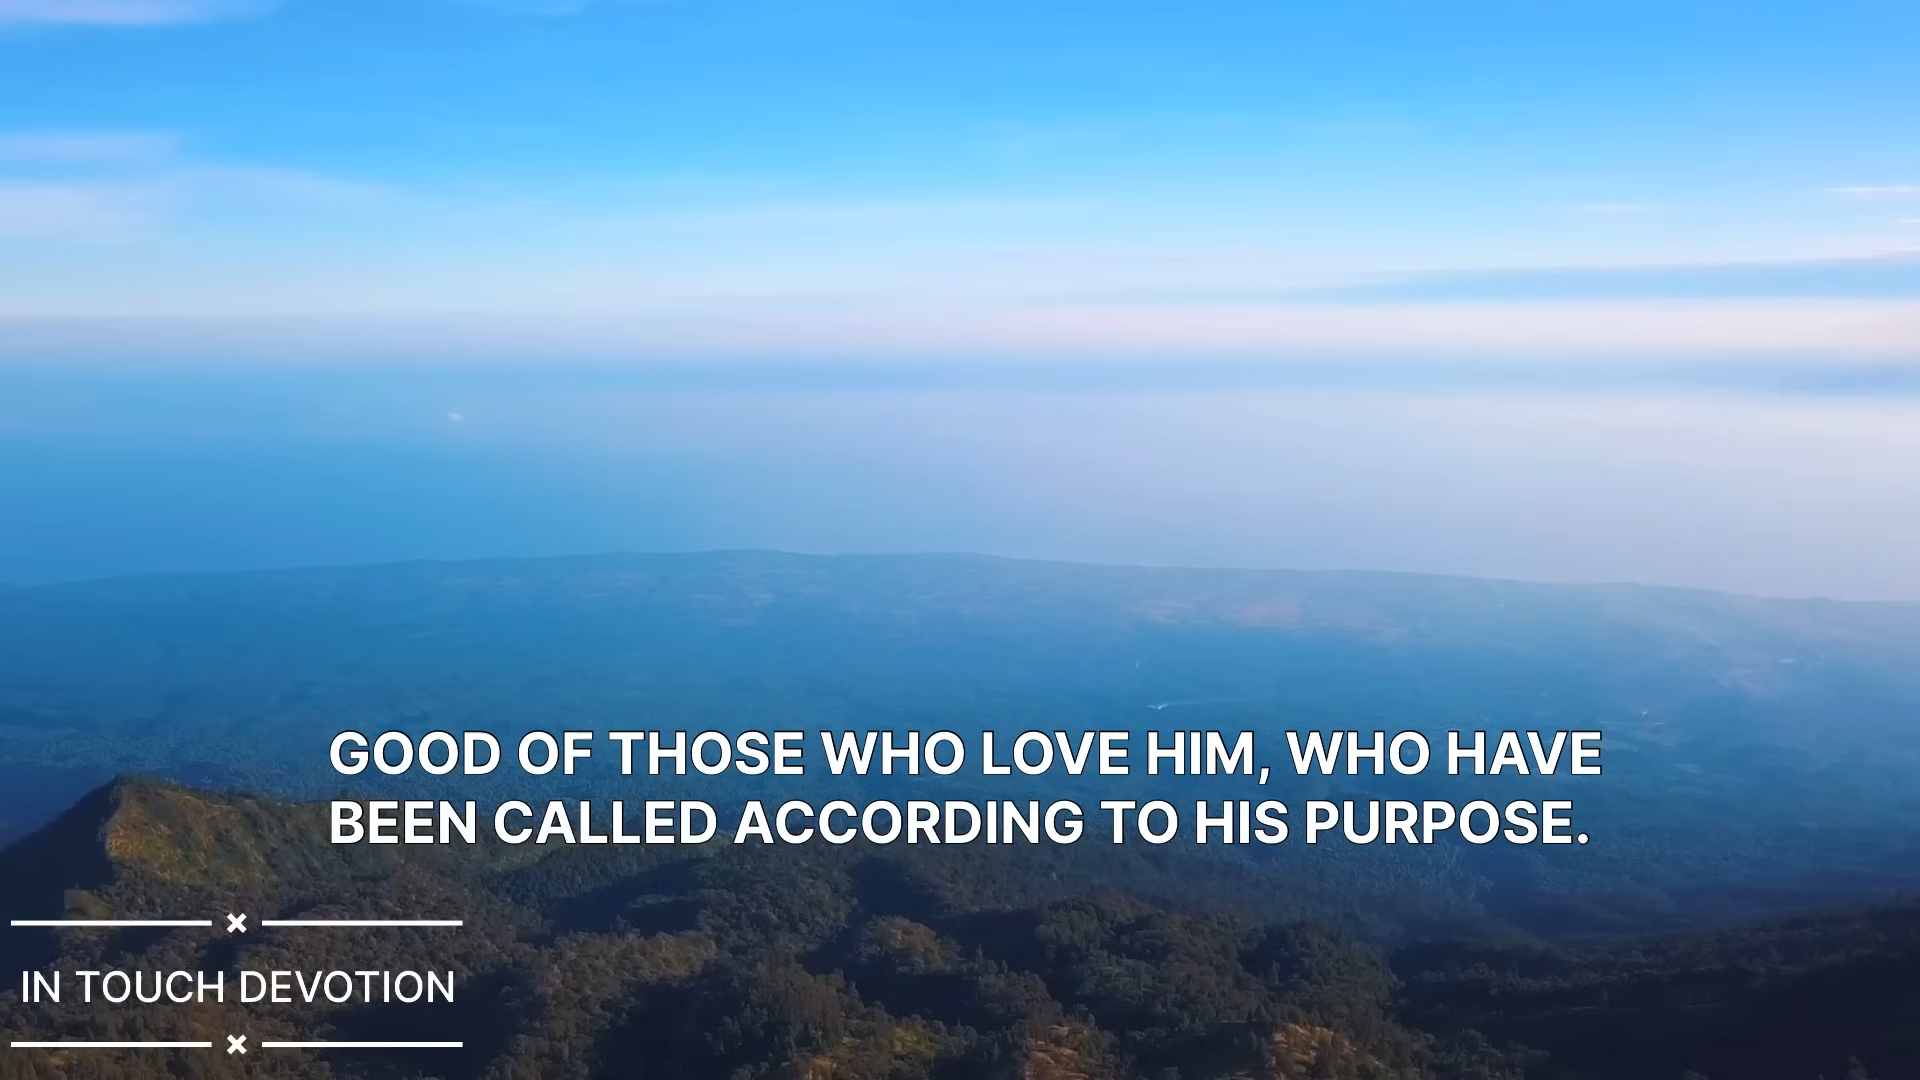 GOOD OF THOSE WHO LOVE HIM, WHO HAVE
BEEN CALLED ACCORDING TO HIS PURPOSE.
IN TOUCH DEVOTION